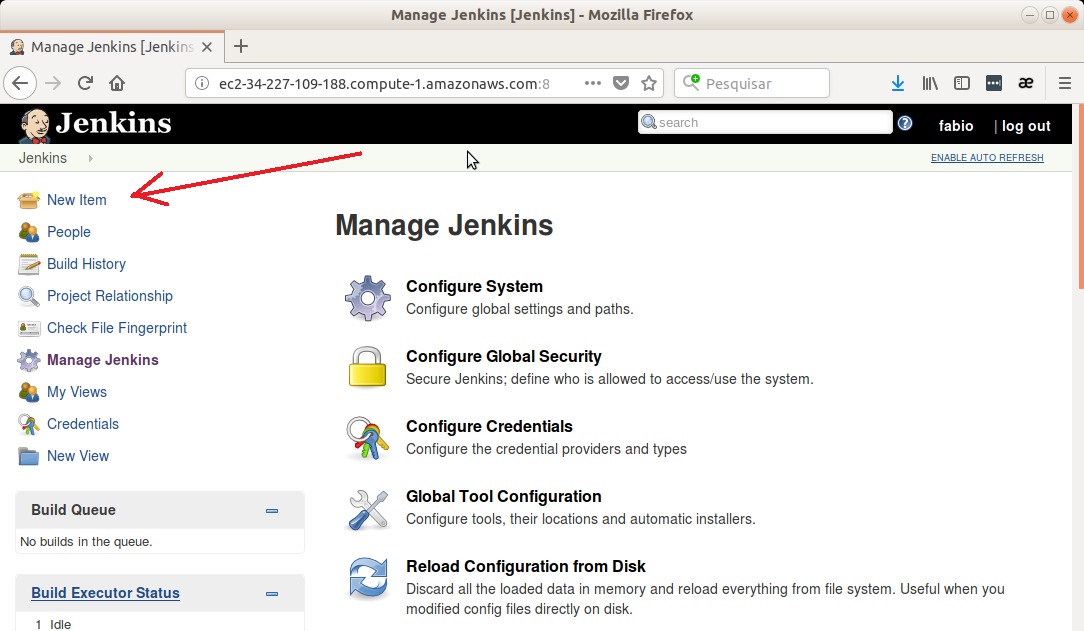 Manage Jenkins [Jenkins] - Mozilla Firefox
Manage Jenkins [Jenkins
ec2-34-227-109-188.compute-1.amazonaws.com:8
Pesquisar
æ
Jenkins
search
?
fabio
| log out
Jenkins
ENABLE AUTO REFRESH
New Item
People
Build History
Project Relationship
Check File Fingerprint
Manage Jenkins
My Views
Credentials
New View
Build Queue
No builds in the queue.
Build Executor Status
1 Idle
Manage Jenkins
Configure System
Configure global settings and paths.
Configure Global Security
Secure Jenkins; define who is allowed to access/use the system.
Configure Credentials
Configure the credential providers and types
Global Tool Configuration
Configure tools, their locations and automatic installers.
Reload Configuration from Disk
Discard all the loaded data in memory and reload everything from file system. Useful when you
modified config files directly on disk.